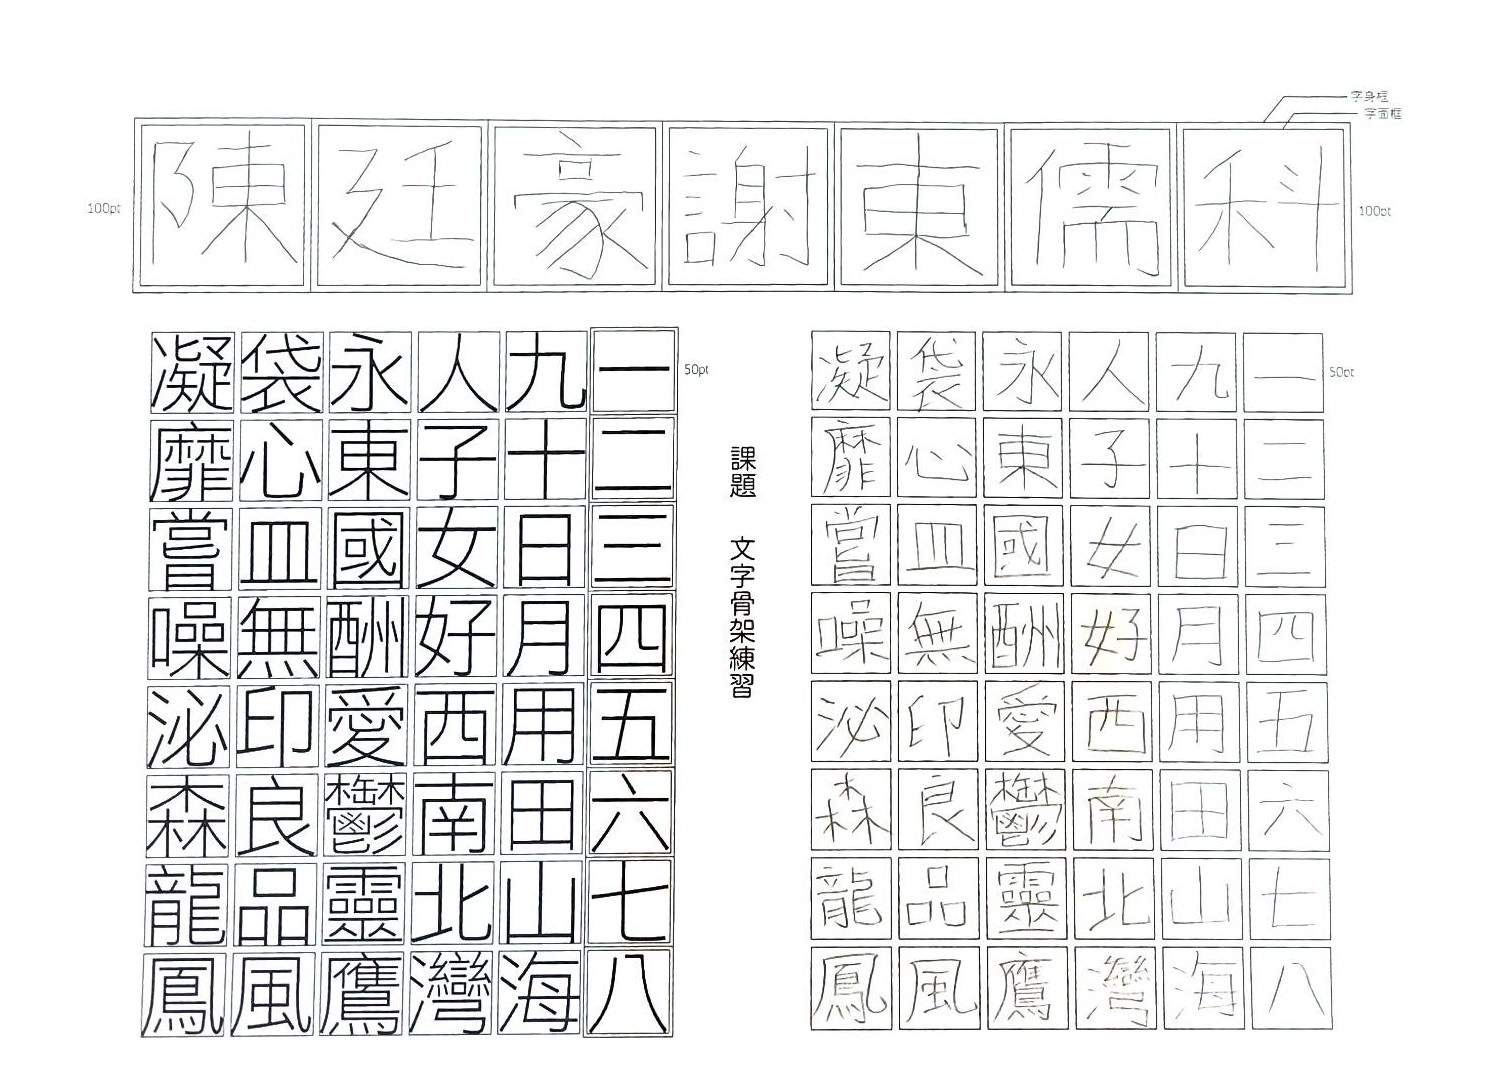 字身框
字面框
100pt
陳廷豪謝東儒科
100pt
課題 文字骨架練習
50pt
一二三四五六七八
九十日月用田山海
人子女好西南北灣
永東國酬愛鬱靈鷹
袋心皿無印良品風
凝靡嘗噪泌森龍鳳
50pt
一三三四五六七八
九十日月用田山海
人子女好西南北灣
永東國酬愛鬱靈鷹
袋心皿無印良品風
凝靡嘗噪泌森龍鳳